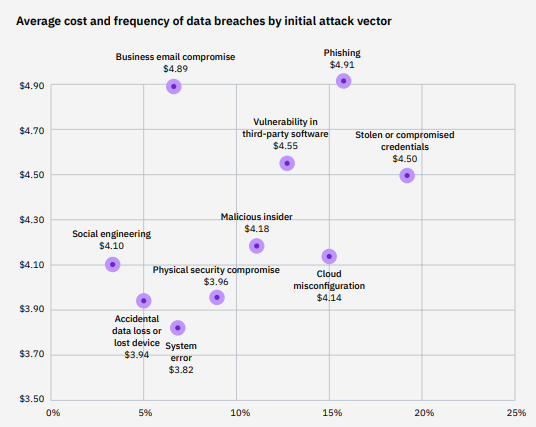 Average cost and frequency of data breaches by initial attack vector
Business email compromise
$4.89
Phishing
$4.91
$4.90
Vulnerability in
third-party software
$4.55
$4.70
Stolen or compromised
credentials
$4.50
$4.50
Malicious insider
$4.18
$4.30
Social engineering
$4.10
$4.10
Physical security compromise
$3.96
Cloud
misconfiguration
$4.14
$3.90
Accidental
data loss or
lost device
$3.94
System
error
$3.82
$3.70
$3.50
0%
5%
10%
15%
20%
25%